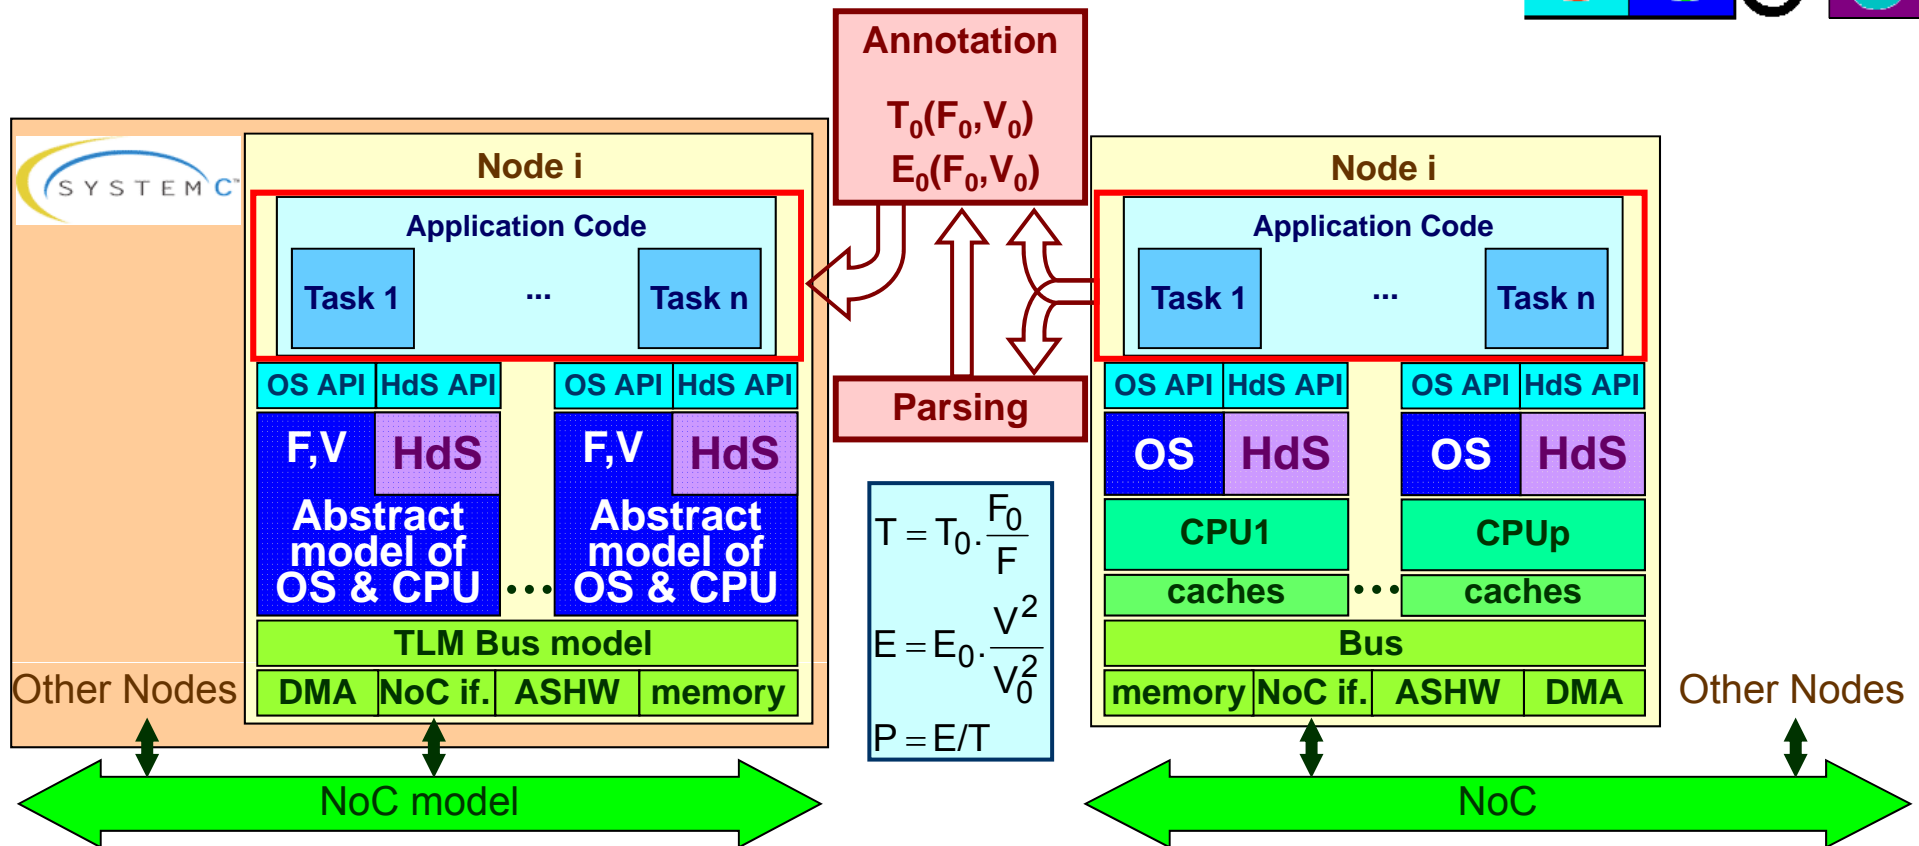 Annotation
T0(F0,V0)
E0(F0,V0)
SYSTEM C™
Node i
Application Code
Task 1 ... Task n
OS API HdS API OS API HdS API
F,V HdS F,V HdS
Abstract model of OS & CPU ... Abstract model of OS & CPU
TLM Bus model
DMA NoC if. ASHW memory
Other Nodes
NoC model
Parsing
T = T0.F0/F
E = E0.V²/V0²
P = E/T
Node i
Application Code
Task 1 ... Task n
OS API HdS API OS API HdS API
OS HdS OS HdS
CPU1 CPUp
caches ... caches
Bus
memory NoC if. ASHW DMA
Other Nodes
NoC